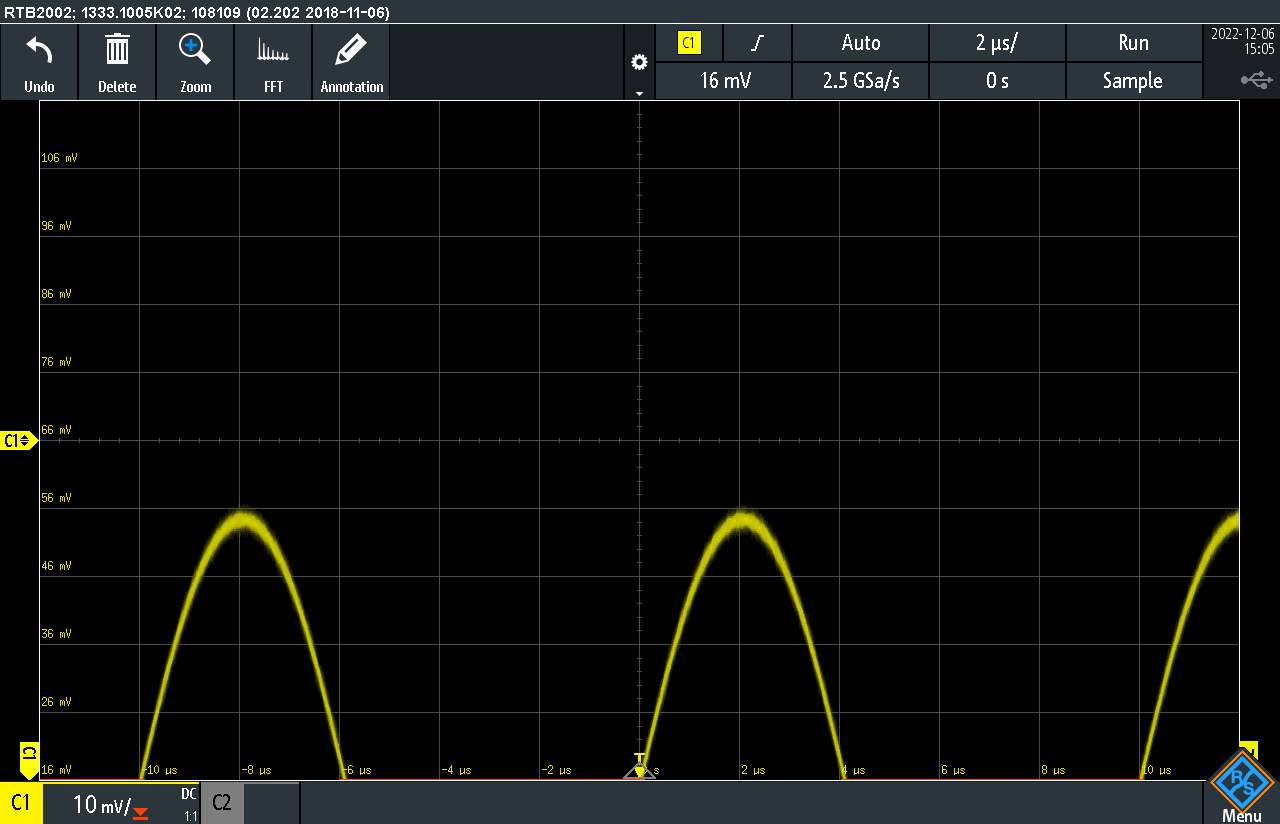 RTB2002; 1333.1005K02; 108109 (02.202 2018-11-06)
Undo
Delete
Zoom
FFT
Annotation
C1
Auto
2 µs/
Run
16 mV
2.5 GSa/s
0 s
Sample
2022-12-06
15:05
106 mV
96 mV
86 mV
76 mV
66 mV
C1
56 mV
46 mV
36 mV
26 mV
C1
T
16 mV
-10 µs
-8 µs
-6 µs
-4 µs
-2 µs
s
2 µs
4 µs
6 µs
8 µs
10 µs
C1
10 mV/
DC
1:1
C2
R S
Menu